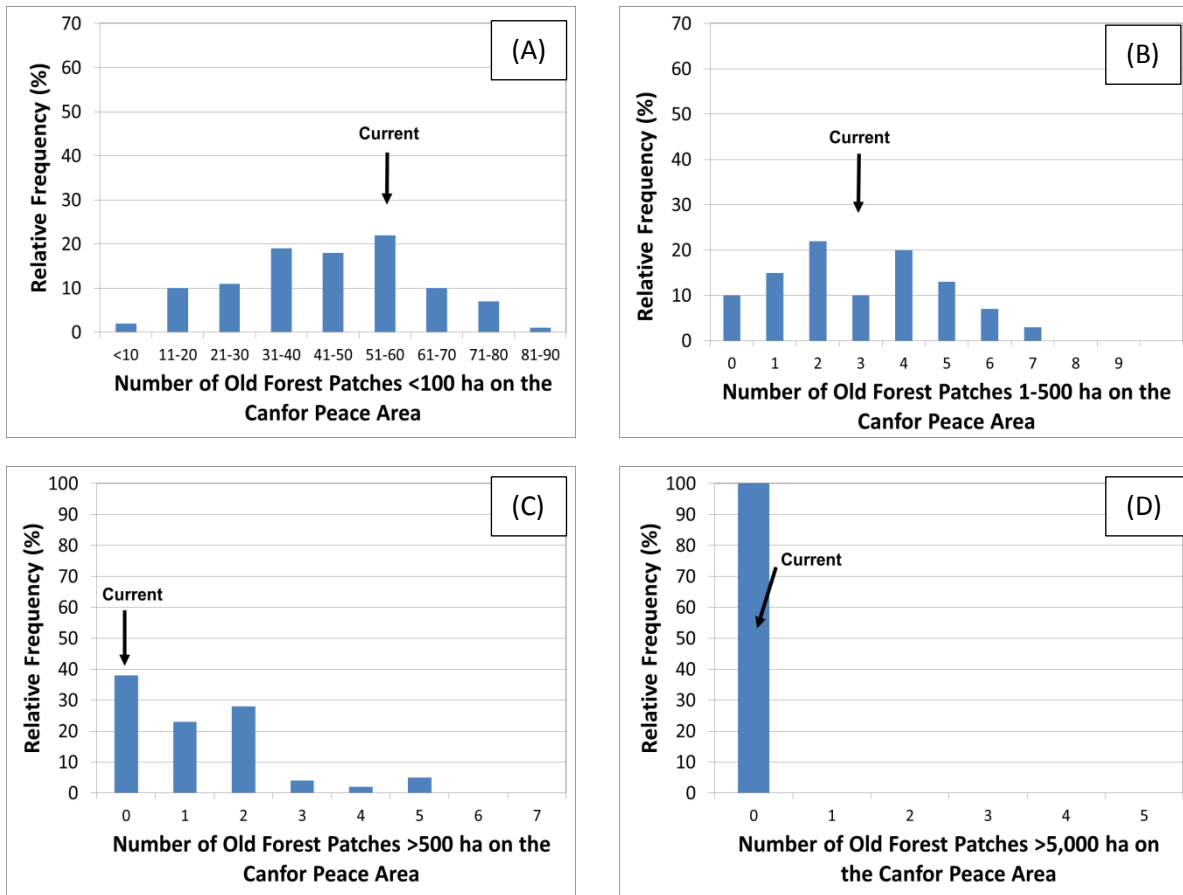 (A)
Relative Frequency (%)
70
60
50
40
30
20
10
0
Current
<10 11-20 21-30 31-40 41-50 51-60 61-70 71-80 81-90
Number of Old Forest Patches <100 ha on the
Canfor Peace Area
(B)
Relative Frequency (%)
70
60
50
40
30
20
10
0
Current
0 1 2 3 4 5 6 7 8 9
Number of Old Forest Patches 1-500 ha on the
Canfor Peace Area
(C)
Relative Frequency (%)
100
90
80
70
60
50
40
30
20
10
0
Current
0 1 2 3 4 5 6 7
Number of Old Forest Patches >500 ha on the
Canfor Peace Area
(D)
Relative Frequency (%)
100
90
80
70
60
50
40
30
20
10
0
Current
0 1 2 3 4 5
Number of Old Forest Patches >5,000 ha on
the Canfor Peace Area